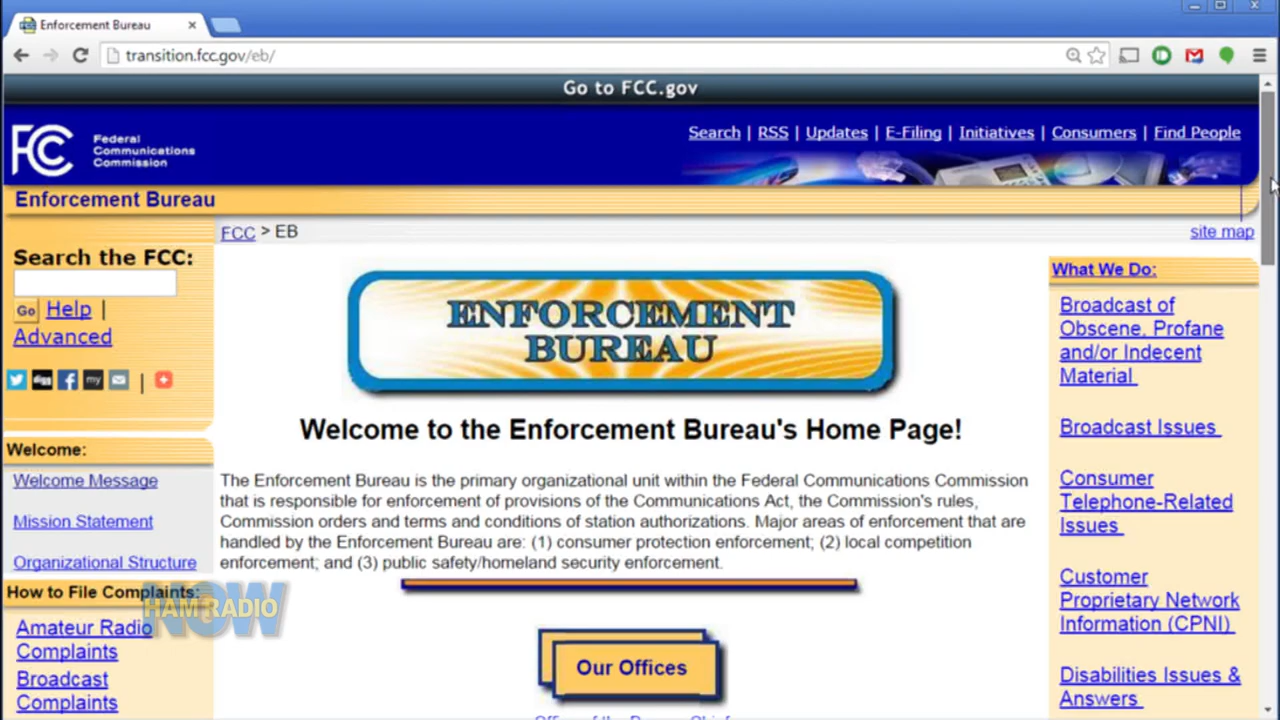 Enforcement Bureau
transition.fcc.gov/eb/
Go to FCC.gov
FCC
Federal
Communications
Commission
Search | RSS | Updates | E-Filing | Initiatives | Consumers | Find People
Enforcement Bureau
FCC > EB
site map
Search the FCC:
Go Help |
Advanced
my |
Welcome:
Welcome Message
Mission Statement
Organizational Structure
How to File Complaints:
Amateur Radio
Complaints
Broadcast
Complaints
HAM RADIO
NOW
ENFORCEMENT
BUREAU
Welcome to the Enforcement Bureau's Home Page!
The Enforcement Bureau is the primary organizational unit within the Federal Communications Commission
that is responsible for enforcement of provisions of the Communications Act, the Commission's rules,
Commission orders and terms and conditions of station authorizations. Major areas of enforcement that are
handled by the Enforcement Bureau are: (1) consumer protection enforcement; (2) local competition
enforcement; and (3) public safety/homeland security enforcement.
Our Offices
What We Do:
Broadcast of
Obscene, Profane
and/or Indecent
Material
Broadcast Issues
Consumer
Telephone-Related
Issues
Customer
Proprietary Network
Information (CPNI)
Disabilities Issues &
Answers